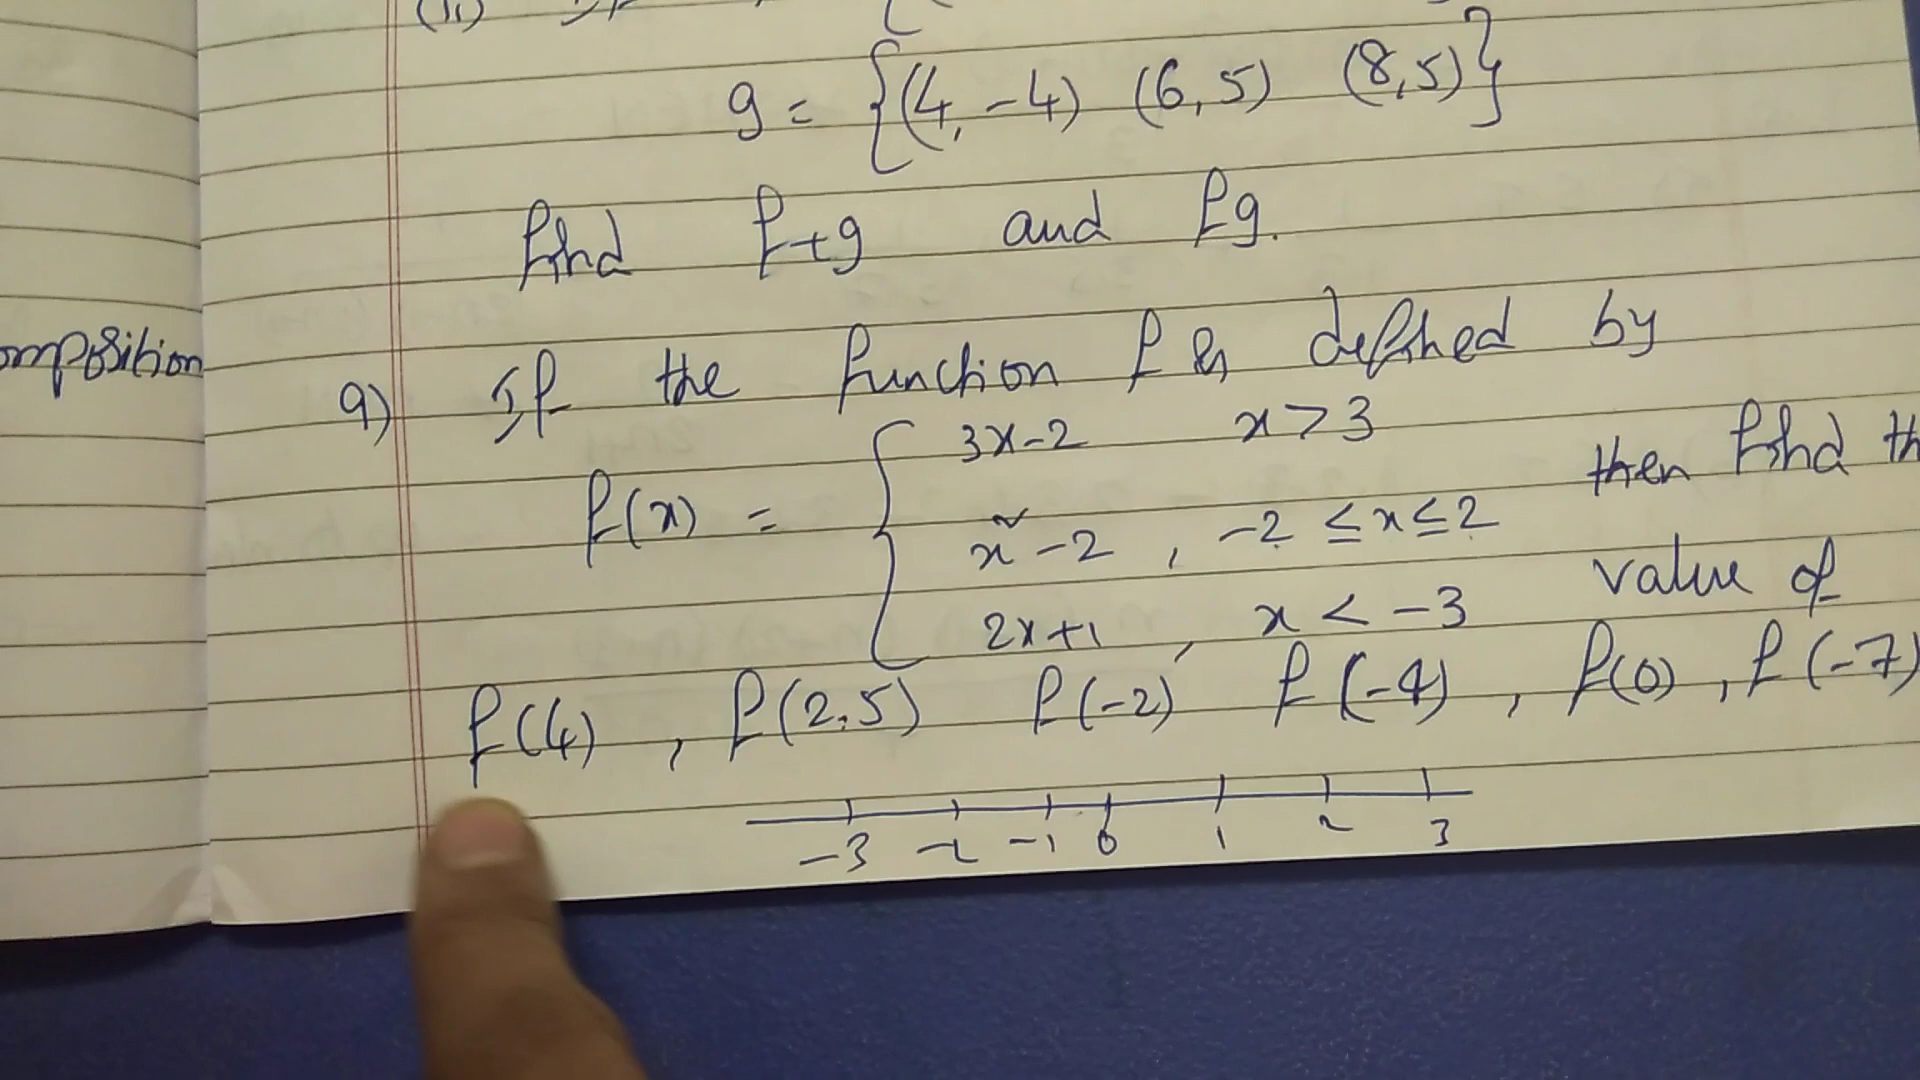 (ii)
g = {(4, -4) (6,5) (8,5)}
find f+g and fg.
omposition
9) If the function f is defined by
f(x) = { 3x-2 x > 3
x² -2 , -2 ≤ x ≤ 2
2x+1 , x < -3
then find th
value of
f(4) , f(2.5) f(-2) f(-4) , f(0) , f(-7)
-3 -2 -1 0 1 2 3